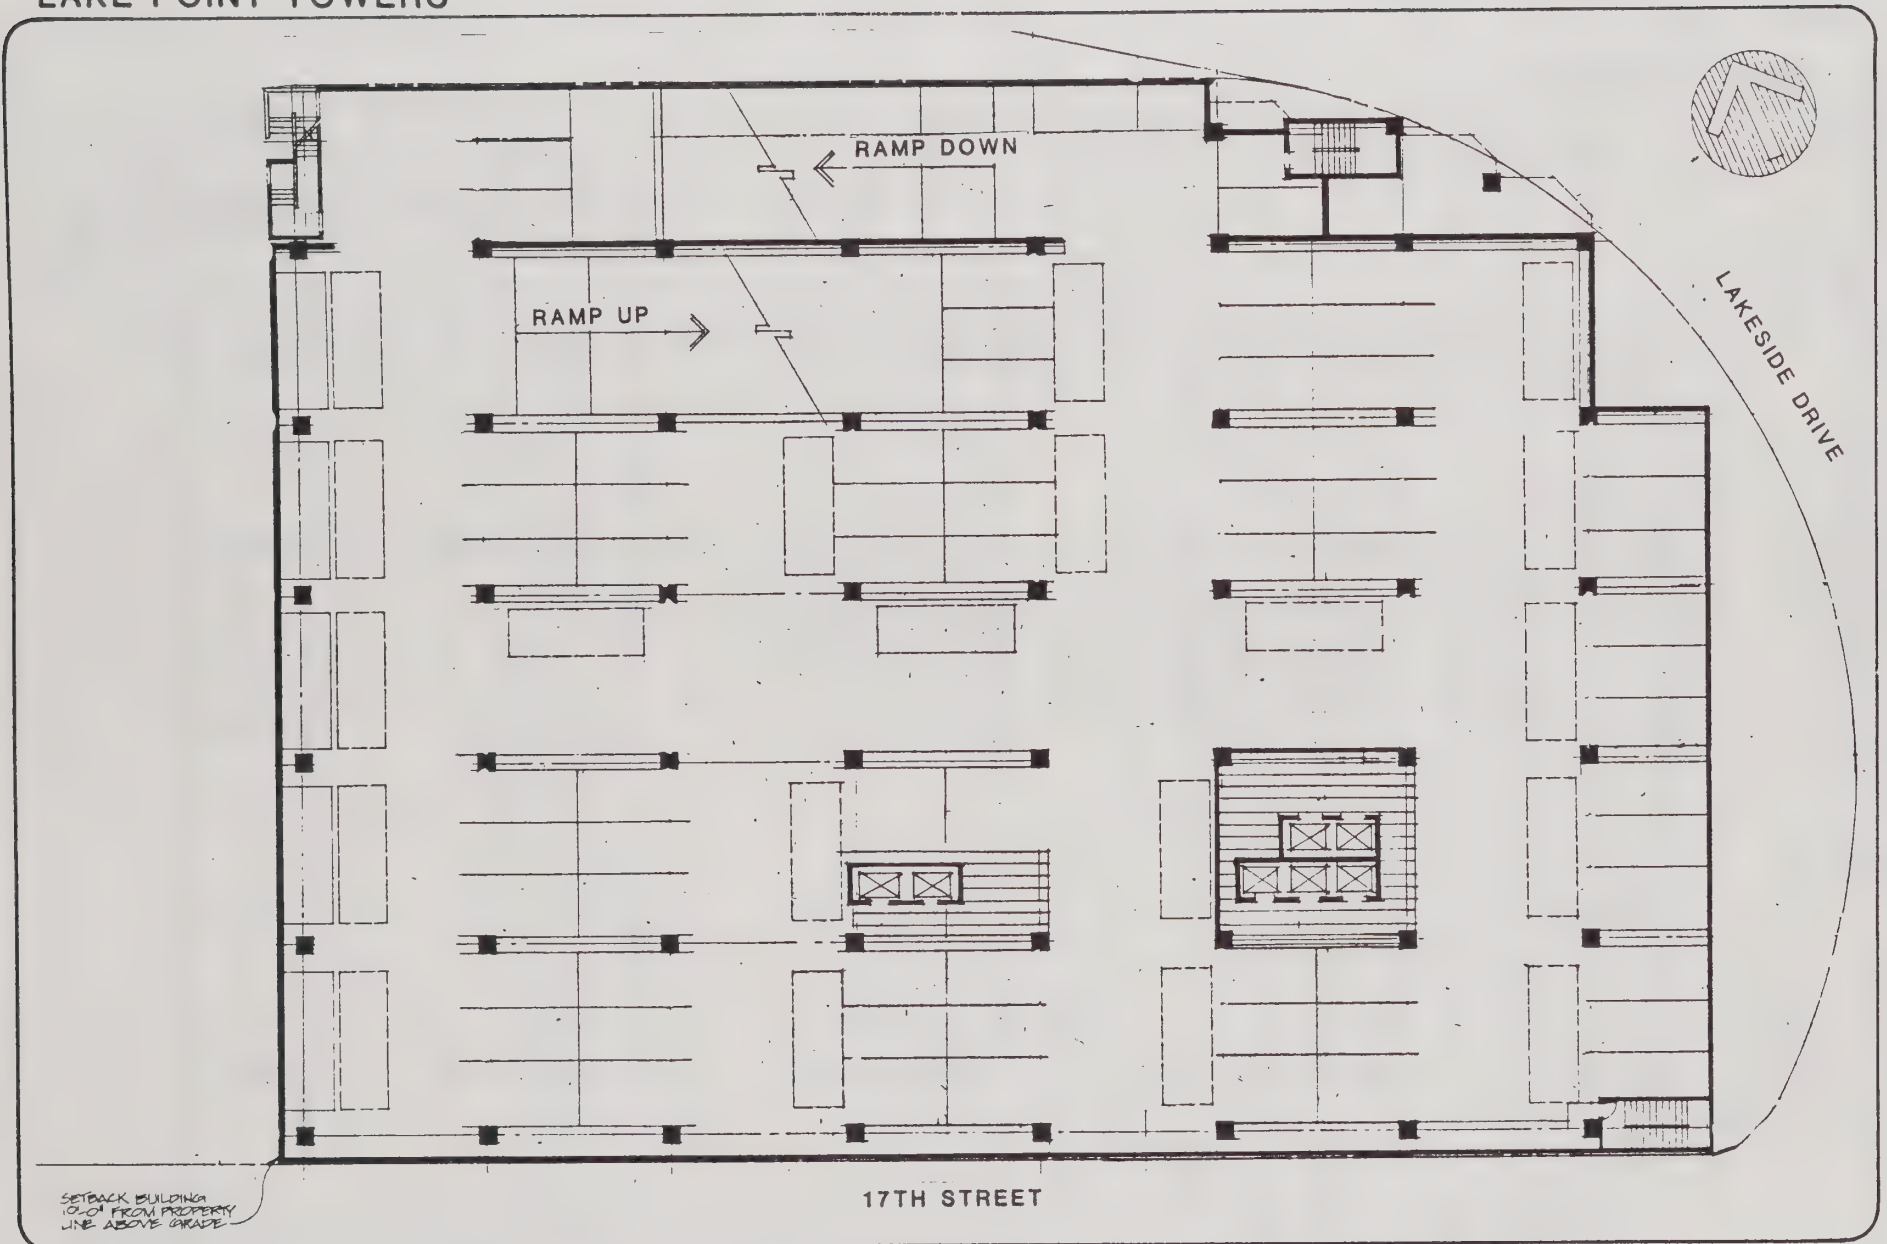 LAKE POINT TOWERS
RAMP DOWN
RAMP UP
LAKESIDE DRIVE
17TH STREET
SETBACK BUILDING
10'-0" FROM PROPERTY
LINE ABOVE GRADE